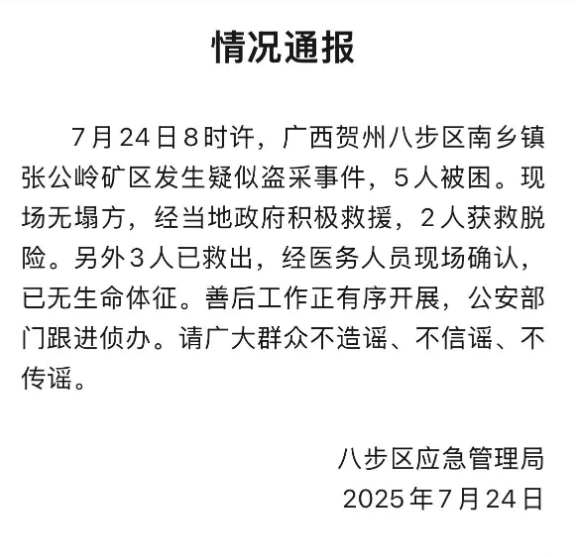 情况通报
7月24日8时许，广西贺州八步区南乡镇
张公岭矿区发生疑似盗采事件，5人被困。现
场无塌方，经当地政府积极救援，2人获救脱
险。另外3人已救出，经医务人员现场确认，
已无生命体征。善后工作正有序开展，公安部
门跟进侦办。请广大群众不造谣、不信谣、不
传谣。
八步区应急管理局
2025年7月24日